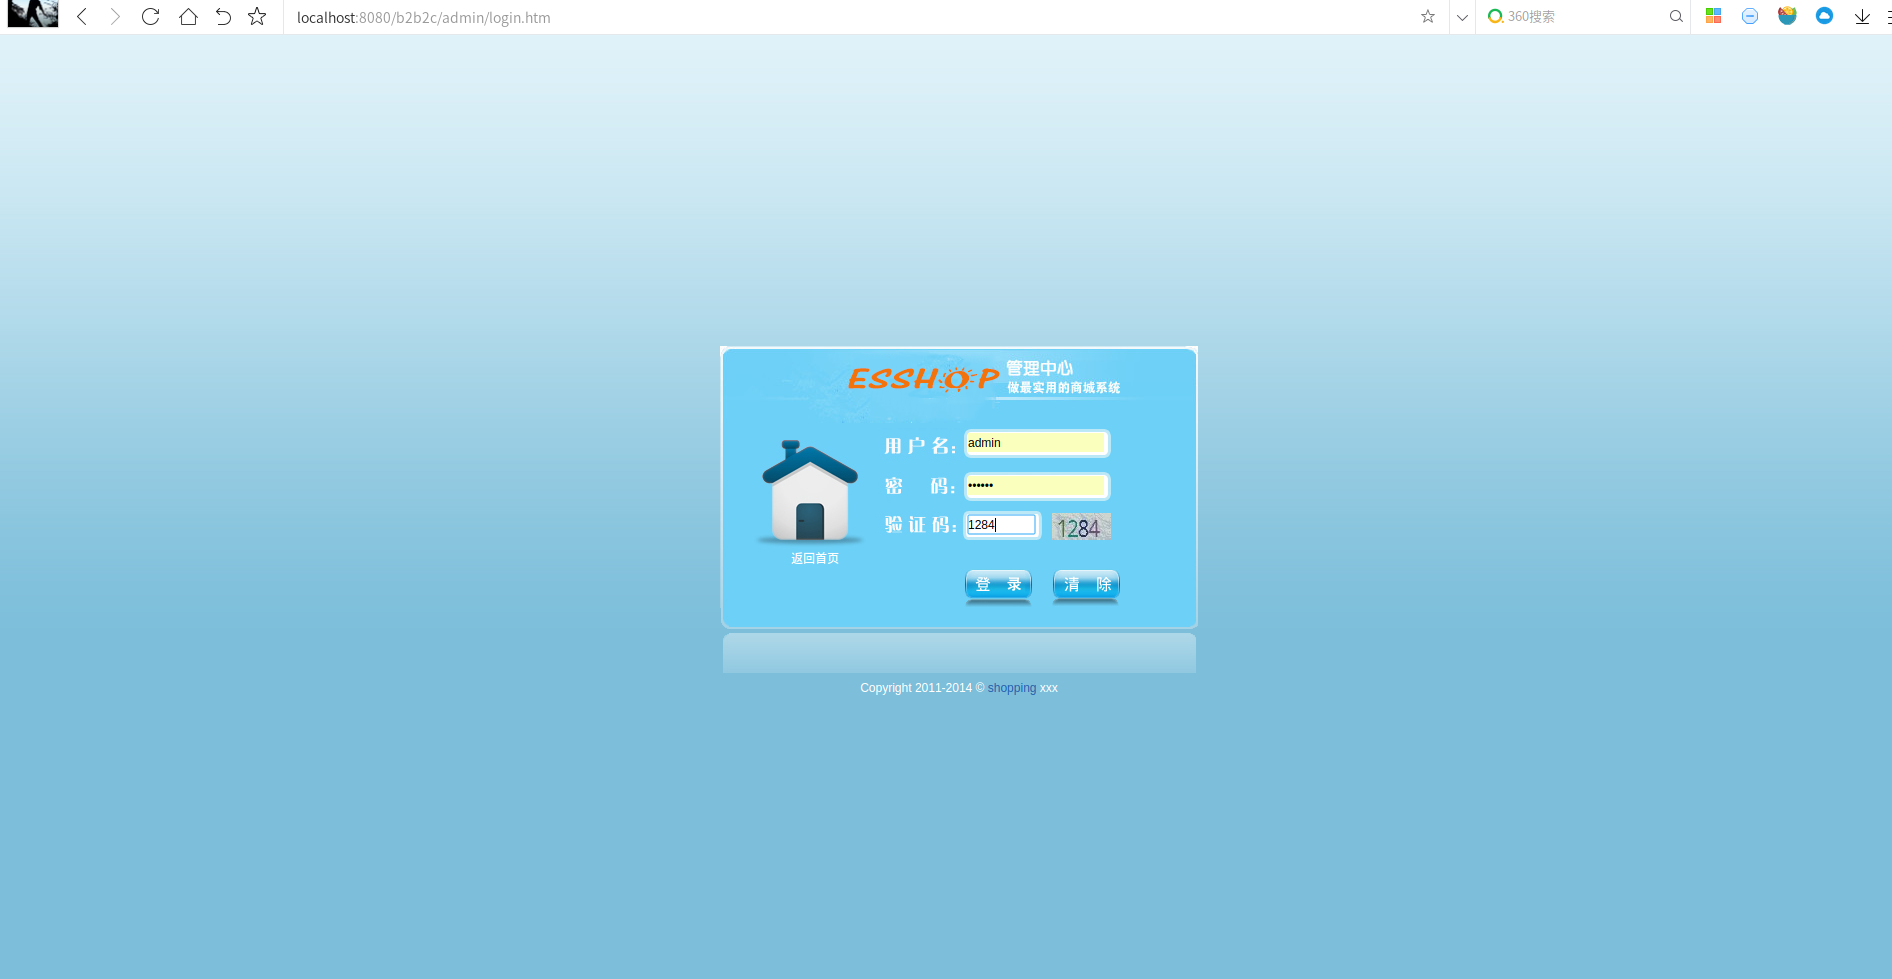 localhost:8080/b2b2c/admin/login.htm
360搜索
ESSHOP 管理中心
做最实用的商城系统
用户名： admin
密 码： ••••••
验证码： 1284 1284
返回首页
登 录 清 除
Copyright 2011-2014 © shopping xxx